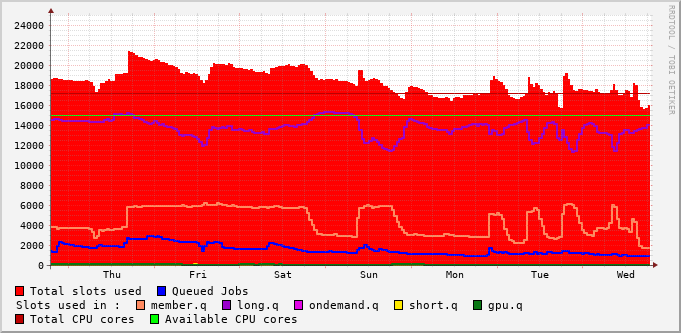 RRDTOOL / TOBI OETIKER
24000
22000
20000
18000
16000
14000
12000
10000
8000
6000
4000
2000
0
Thu Fri Sat Sun Mon Tue Wed
Total slots used Queued Jobs
Slots used in : member.q long.q ondemand.q short.q gpu.q
Total CPU cores Available CPU cores